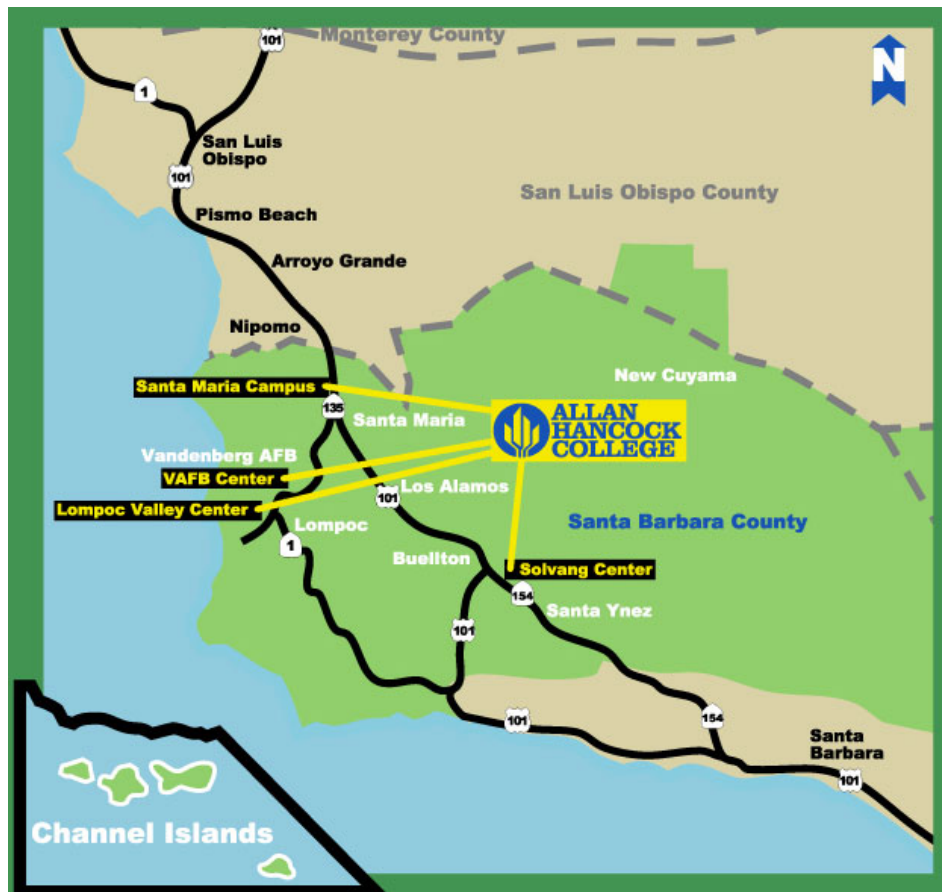 Monterey County
101
N
1
San Luis
Obispo
101
San Luis Obispo County
Pismo Beach
Arroyo Grande
Nipomo
New Cuyama
Santa Maria Campus
135
Santa Maria
ALLAN
HANCOCK
COLLEGE
Vandenberg AFB
VAFB Center
Los Alamos
101
Lompoc Valley Center
Lompoc
Santa Barbara County
1
Buellton
Solvang Center
154
Santa Ynez
101
101
154
Santa
Barbara
101
Channel Islands